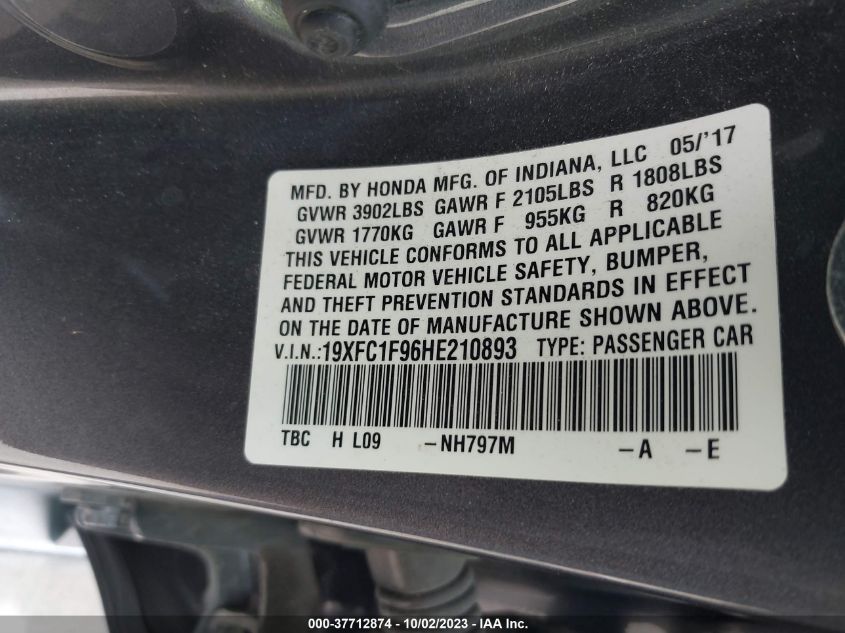 MFD. BY HONDA MFG. OF INDIANA, LLC 05/'17
GVWR 3902LBS GAWR F 2105LBS R 1808LBS
GVWR 1770KG GAWR F 955KG R 820KG
THIS VEHICLE CONFORMS TO ALL APPLICABLE
FEDERAL MOTOR VEHICLE SAFETY, BUMPER,
AND THEFT PREVENTION STANDARDS IN EFFECT
ON THE DATE OF MANUFACTURE SHOWN ABOVE.
V.I.N.:19XFC1F96HE210893 TYPE: PASSENGER CAR
TBC H L09 -NH797M -A -E
000-37712874 - 10/02/2023 - IAA Inc.